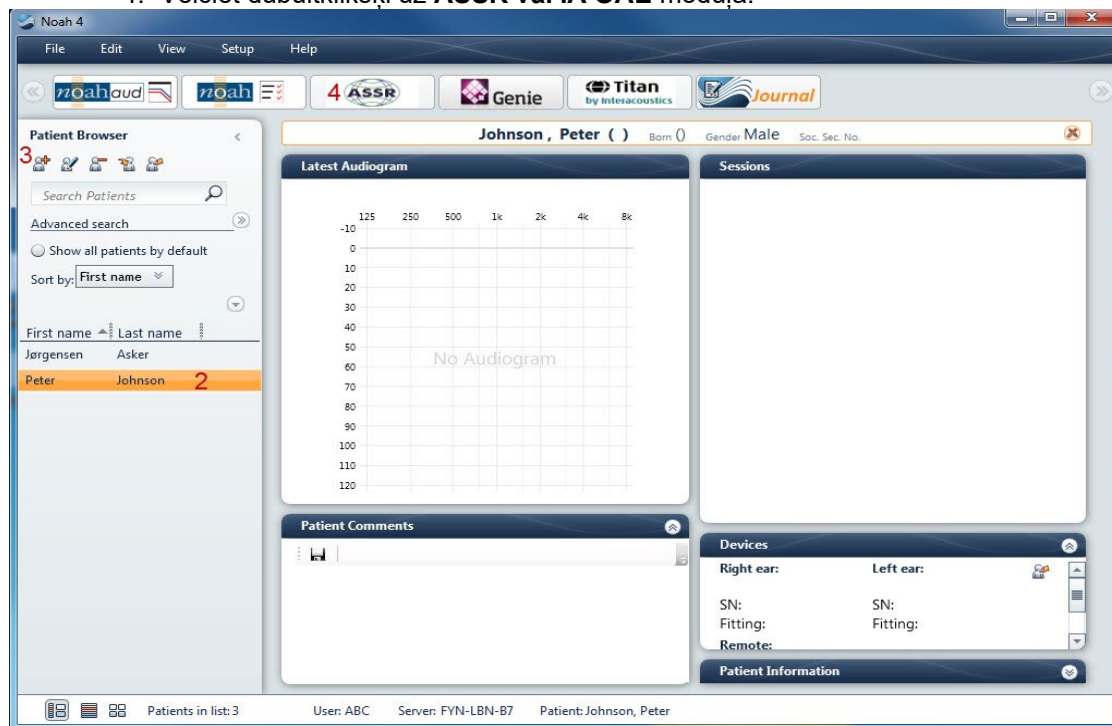 Noah 4
File Edit View Setup Help
noahaud noah 4 ASSR Genie Titan by Interacoustics Journal
Patient Browser
Johnson , Peter ( ) Born () Gender Male Soc. Sec. No.
3
Search Patients
Advanced search
Show all patients by default
Sort by: First name
First name Last name
Jørgensen Asker
Peter Johnson 2
Latest Audiogram
125 250 500 1k 2k 4k 8k
-10
0
10
20
30
40
50
60
70
80
90
100
110
120
No Audiogram
Patient Comments
Sessions
Devices
Right ear: Left ear:
SN: SN:
Fitting: Fitting:
Remote:
Patient Information
Patients in list: 3 User: ABC Server: FYN-LBN-B7 Patient: Johnson, Peter